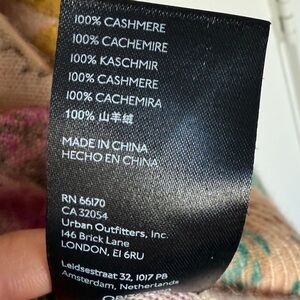 100% CASHMERE
100% CACHEMIRE
100% KASCHMIR
100% CASHMERE
100% CACHEMIRA
100% 山羊绒
MADE IN CHINA
HECHO EN CHINA
RN 66170
CA 32054
Urban Outfitters, Inc.
146 Brick Lane
LONDON, E1 6RU
Leidsestraat 32, 1017 PB
Amsterdam, Netherlands